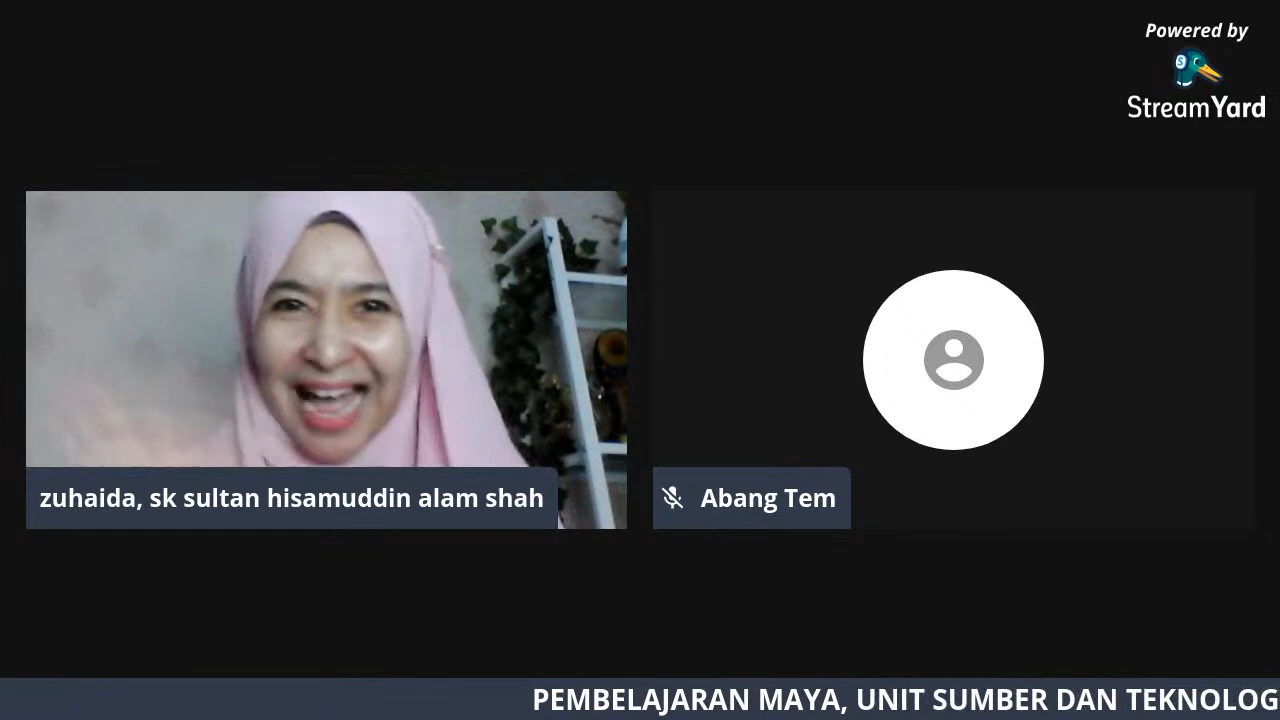 Powered by
StreamYard
zuhaida, sk sultan hisamuddin alam shah
Abang Tem
PEMBELAJARAN MAYA, UNIT SUMBER DAN TEKNOLOG